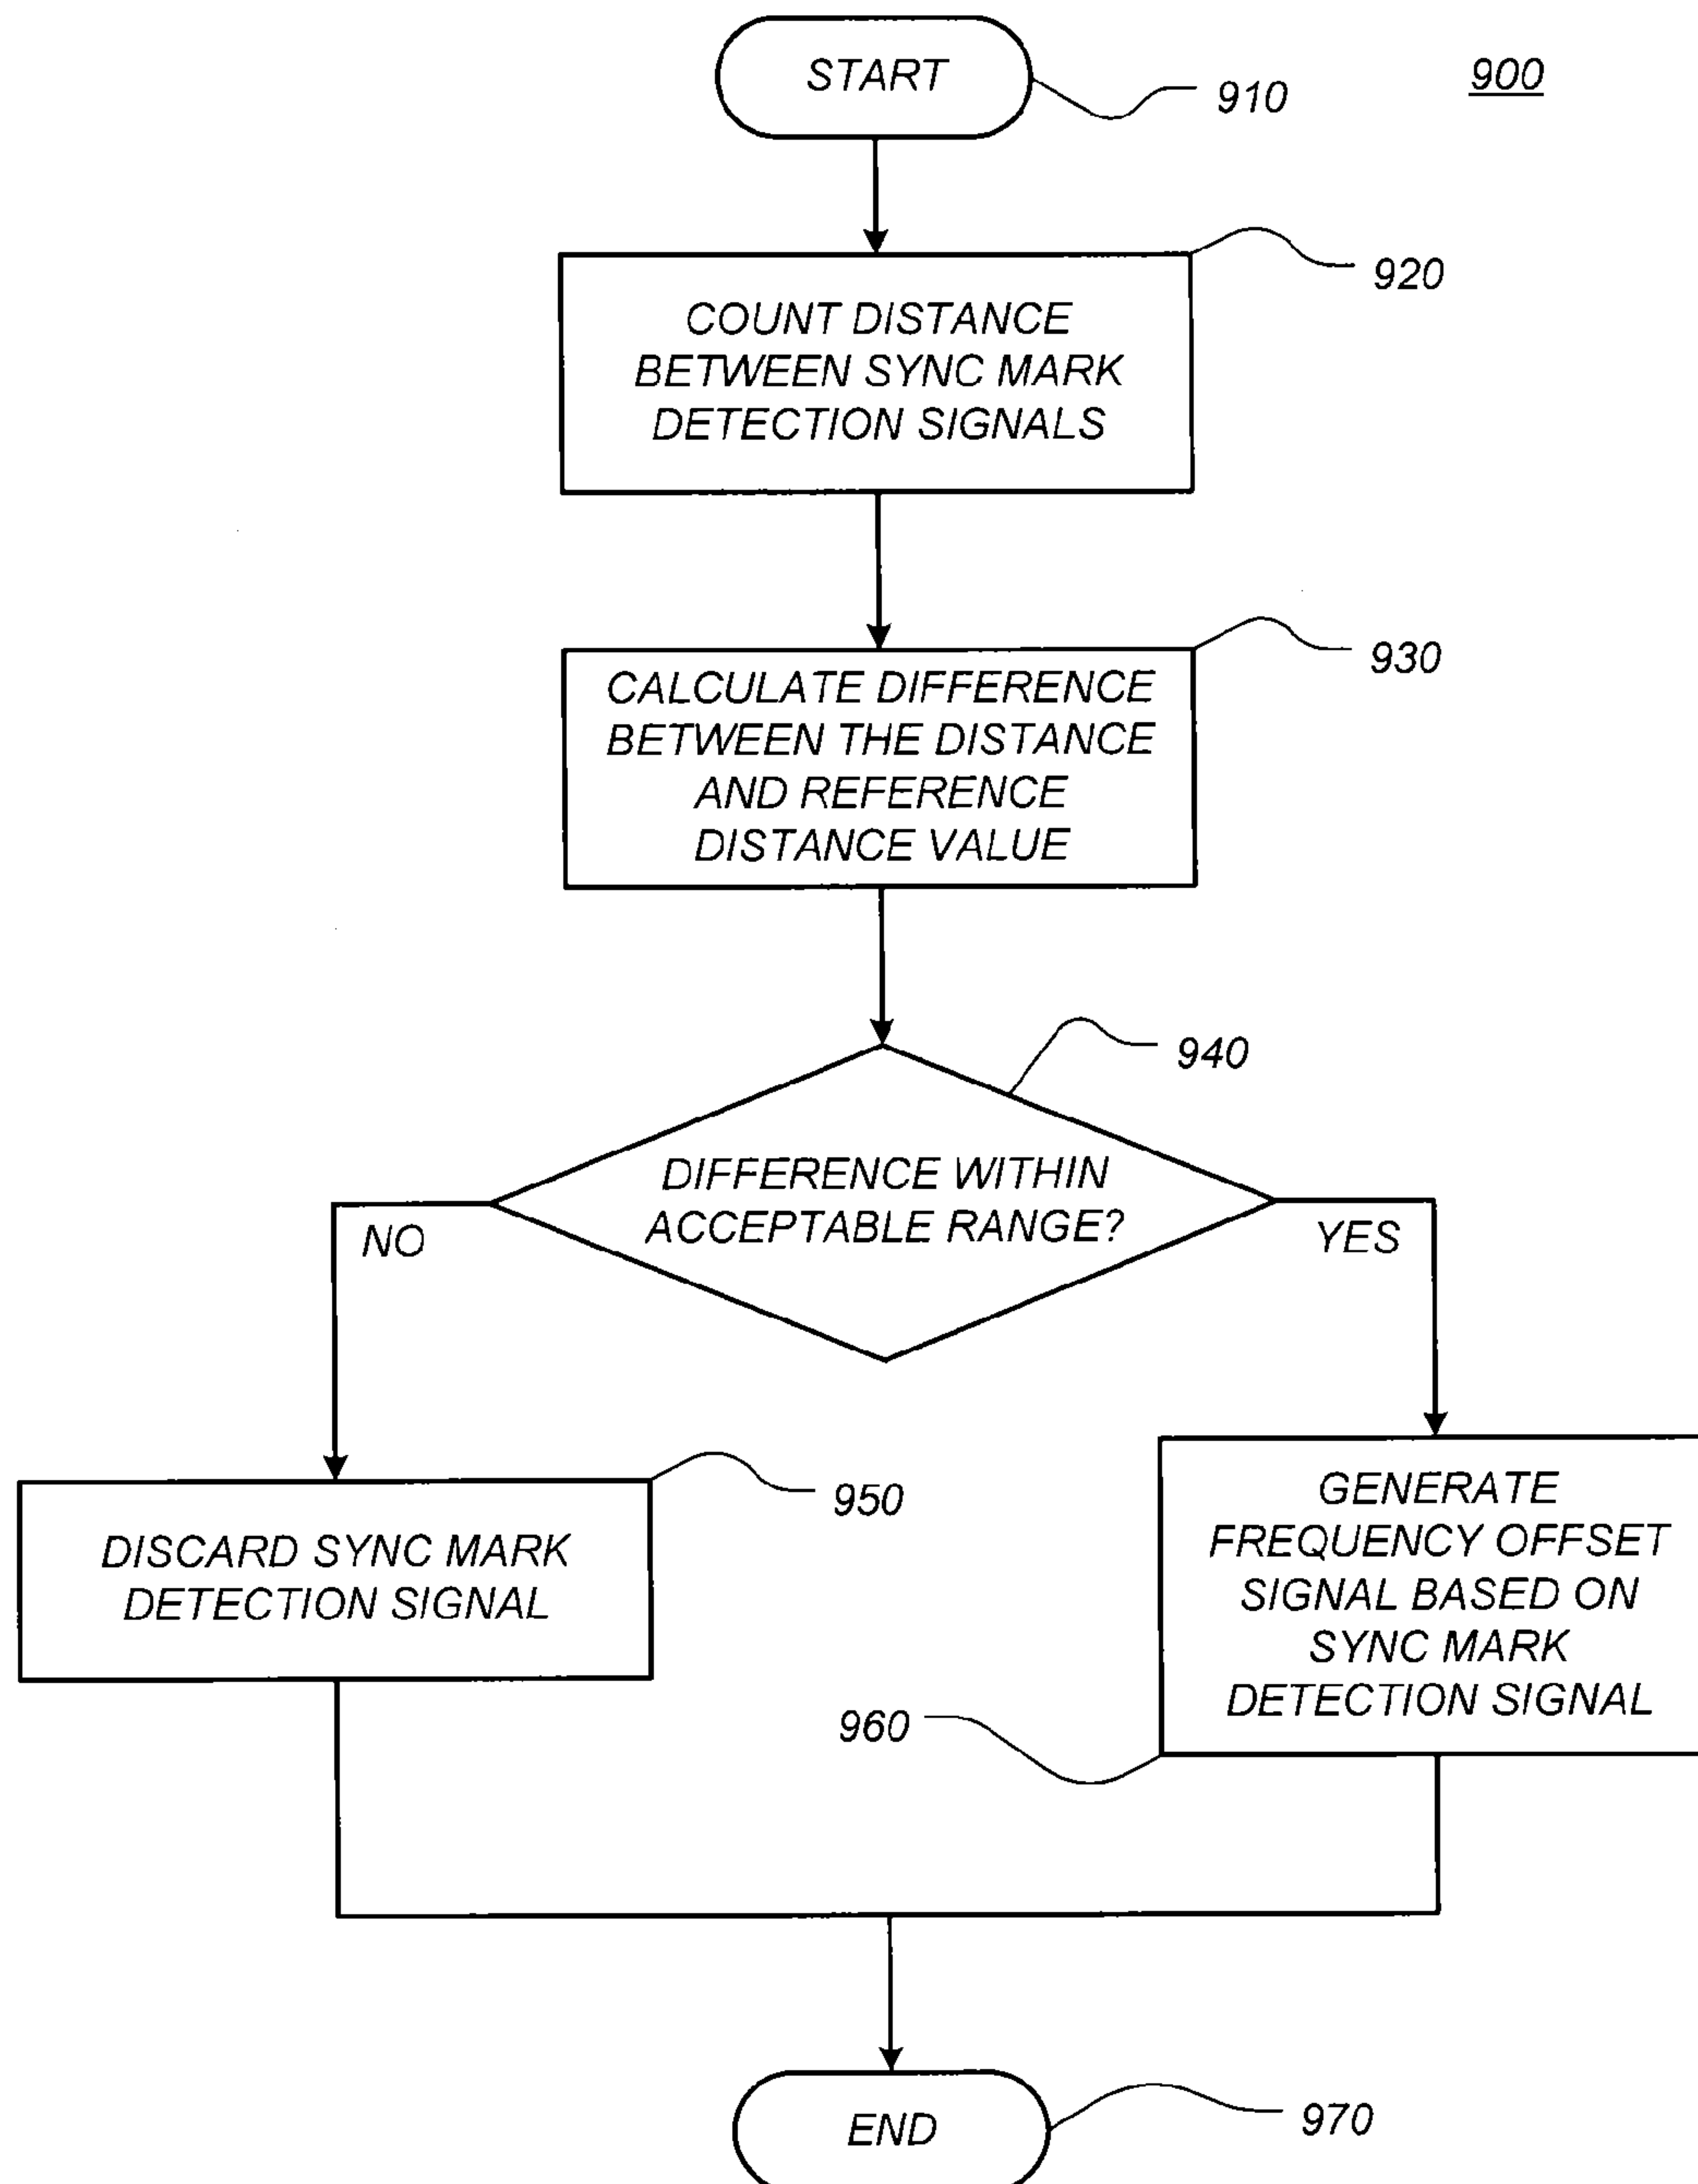 START
900
910
920
COUNT DISTANCE
BETWEEN SYNC MARK
DETECTION SIGNALS
930
CALCULATE DIFFERENCE
BETWEEN THE DISTANCE
AND REFERENCE
DISTANCE VALUE
940
DIFFERENCE WITHIN
ACCEPTABLE RANGE?
NO
YES
950
DISCARD SYNC MARK
DETECTION SIGNAL
GENERATE
FREQUENCY OFFSET
SIGNAL BASED ON
SYNC MARK
DETECTION SIGNAL
960
END
970